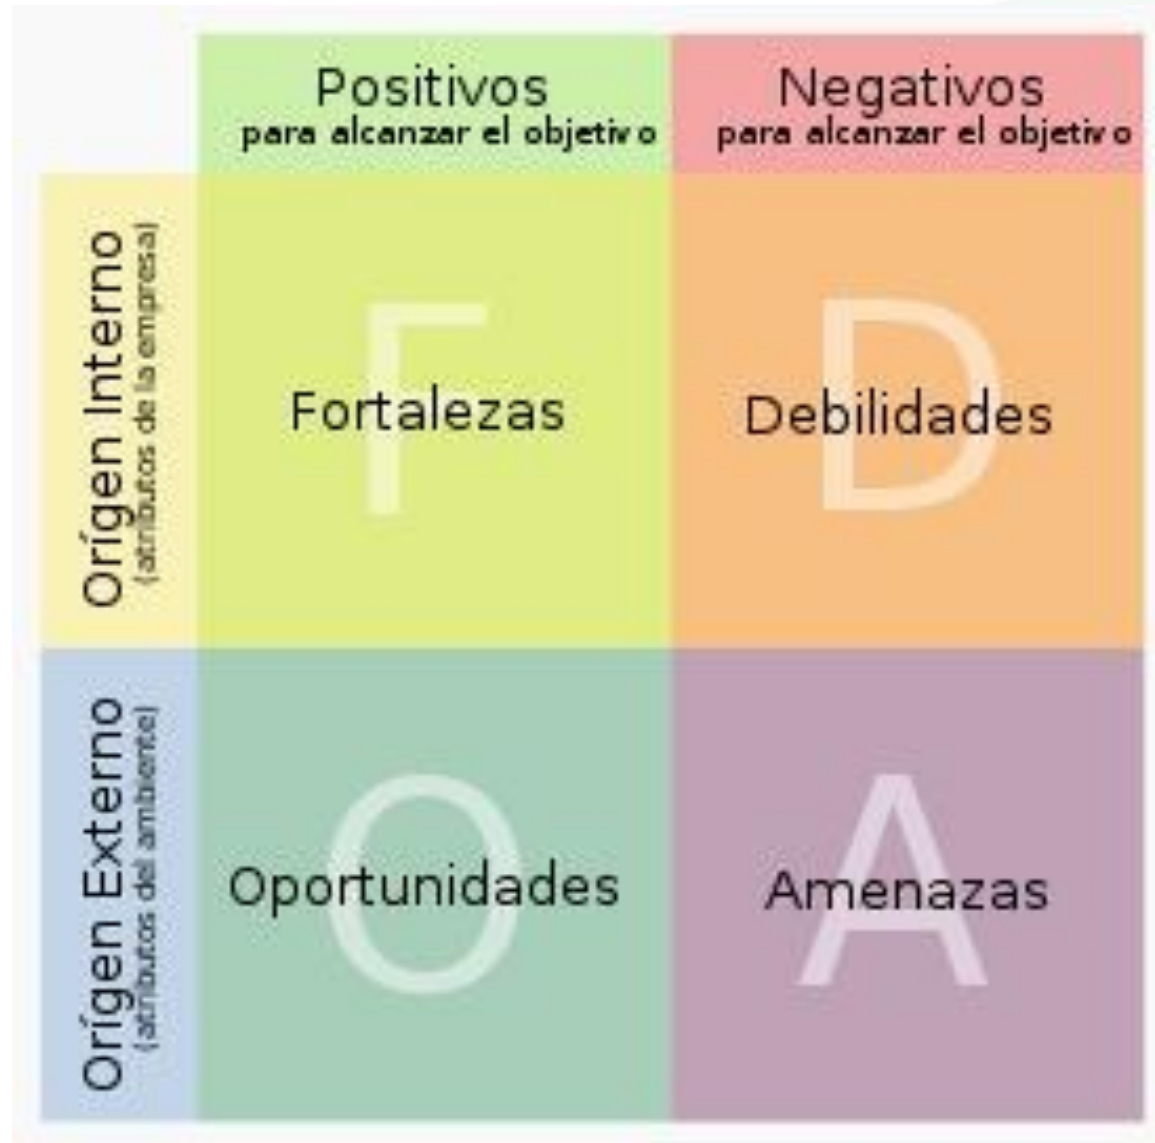 Positivos
para alcanzar el objetivo
Negativos
para alcanzar el objetivo
Orígen Interno
(atributos de la empresa)
F
Fortalezas
D
Debilidades
Orígen Externo
(atributos del ambiente)
O
Oportunidades
A
Amenazas